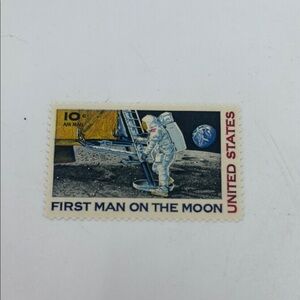 10¢
AIR MAIL
UNITED STATES
FIRST MAN ON THE MOON